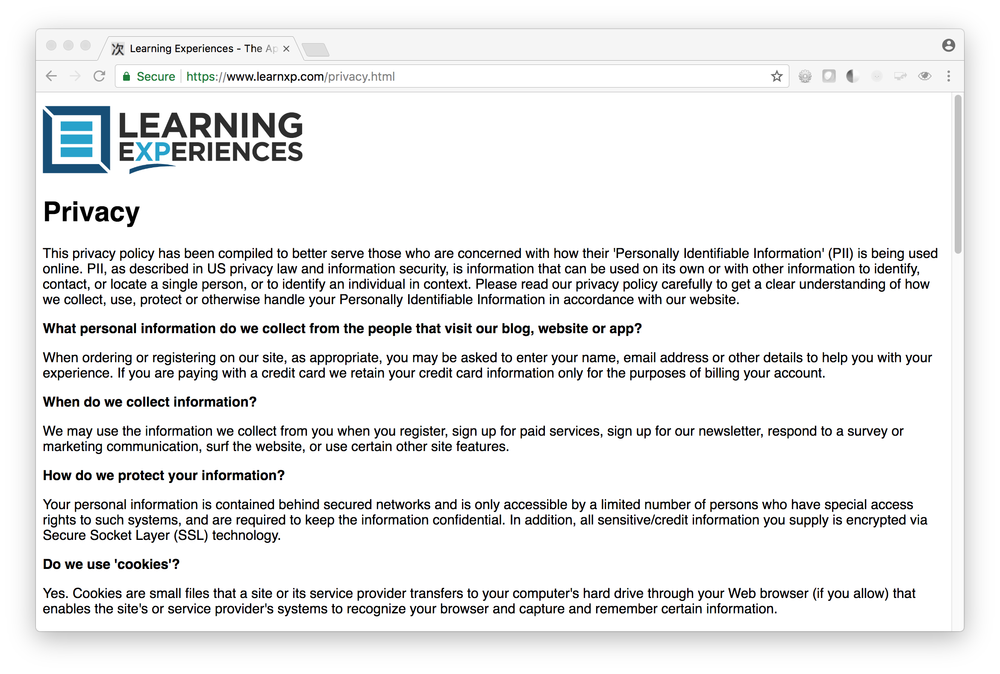 次 Learning Experiences - The Ap
Secure https://www.learnxp.com/privacy.html
LEARNING
EXPERIENCES
Privacy
This privacy policy has been compiled to better serve those who are concerned with how their 'Personally Identifiable Information' (PII) is being used
online. PII, as described in US privacy law and information security, is information that can be used on its own or with other information to identify,
contact, or locate a single person, or to identify an individual in context. Please read our privacy policy carefully to get a clear understanding of how
we collect, use, protect or otherwise handle your Personally Identifiable Information in accordance with our website.
What personal information do we collect from the people that visit our blog, website or app?
When ordering or registering on our site, as appropriate, you may be asked to enter your name, email address or other details to help you with your
experience. If you are paying with a credit card we retain your credit card information only for the purposes of billing your account.
When do we collect information?
We may use the information we collect from you when you register, sign up for paid services, sign up for our newsletter, respond to a survey or
marketing communication, surf the website, or use certain other site features.
How do we protect your information?
Your personal information is contained behind secured networks and is only accessible by a limited number of persons who have special access
rights to such systems, and are required to keep the information confidential. In addition, all sensitive/credit information you supply is encrypted via
Secure Socket Layer (SSL) technology.
Do we use 'cookies'?
Yes. Cookies are small files that a site or its service provider transfers to your computer's hard drive through your Web browser (if you allow) that
enables the site's or service provider's systems to recognize your browser and capture and remember certain information.